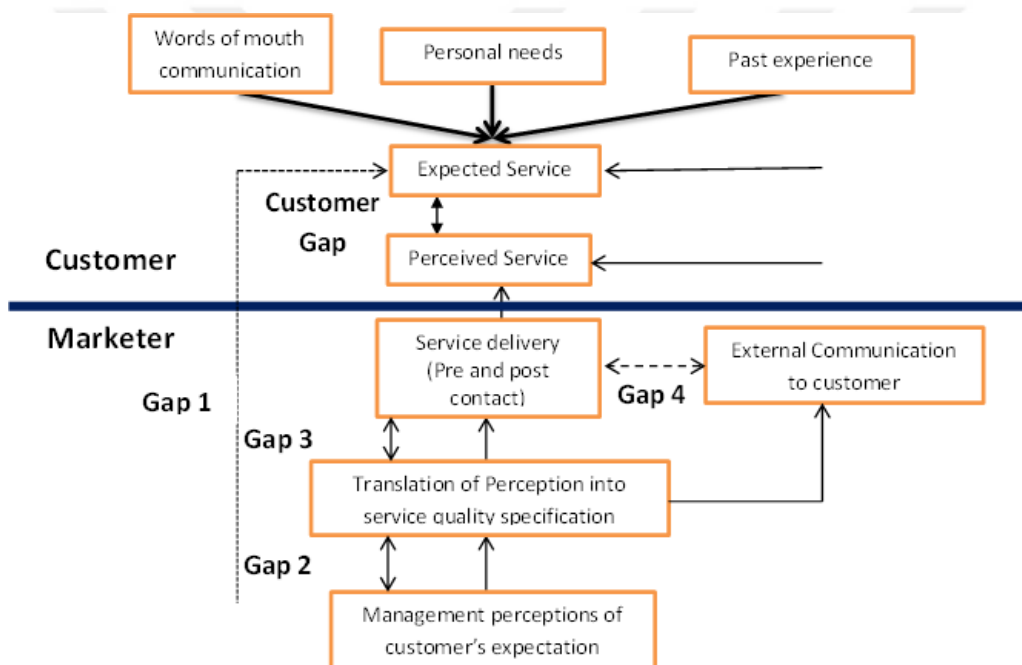 Words of mouth
communication
Personal needs
Past experience
Expected Service
Customer
Gap
Perceived Service
Customer
Marketer
Service delivery
(Pre and post
contact)
External Communication
to customer
Gap 4
Gap 1
Gap 3
Translation of Perception into
service quality specification
Gap 2
Management perceptions of
customer’s expectation